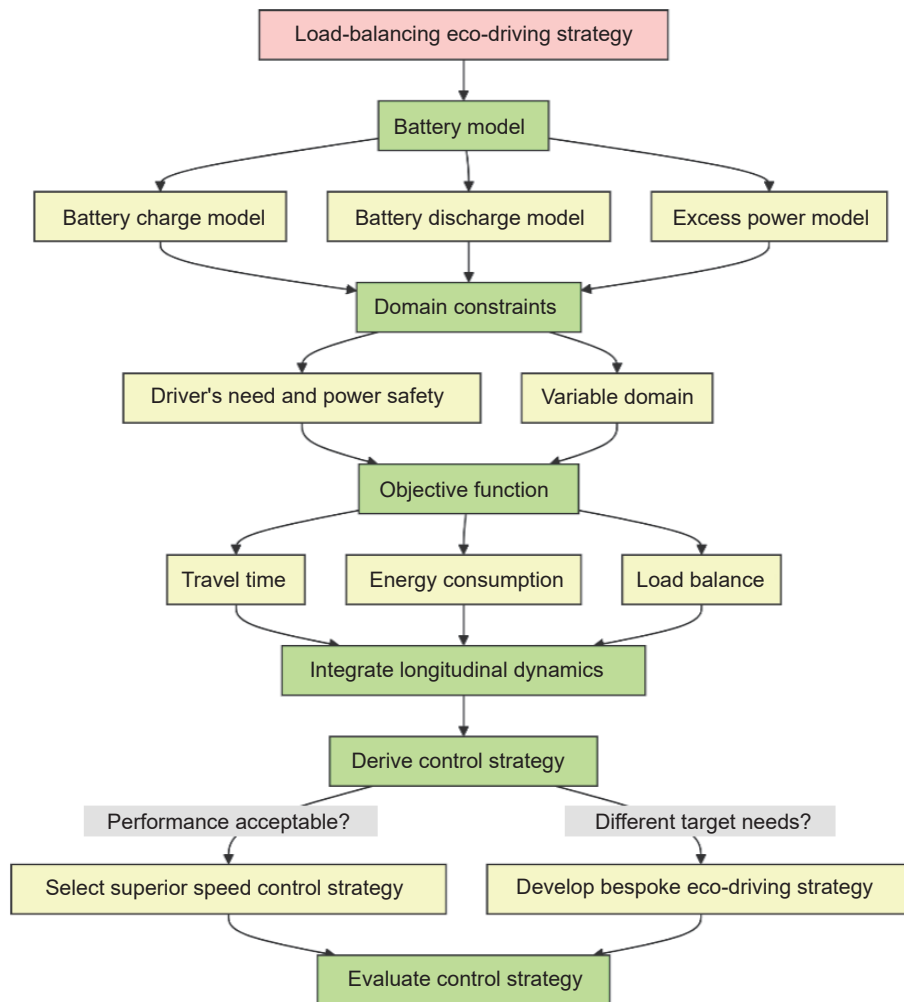 Load-balancing eco-driving strategy
Battery model
Battery charge model
Battery discharge model
Excess power model
Domain constraints
Driver's need and power safety
Variable domain
Objective function
Travel time
Energy consumption
Load balance
Integrate longitudinal dynamics
Derive control strategy
Performance acceptable?
Different target needs?
Select superior speed control strategy
Develop bespoke eco-driving strategy
Evaluate control strategy